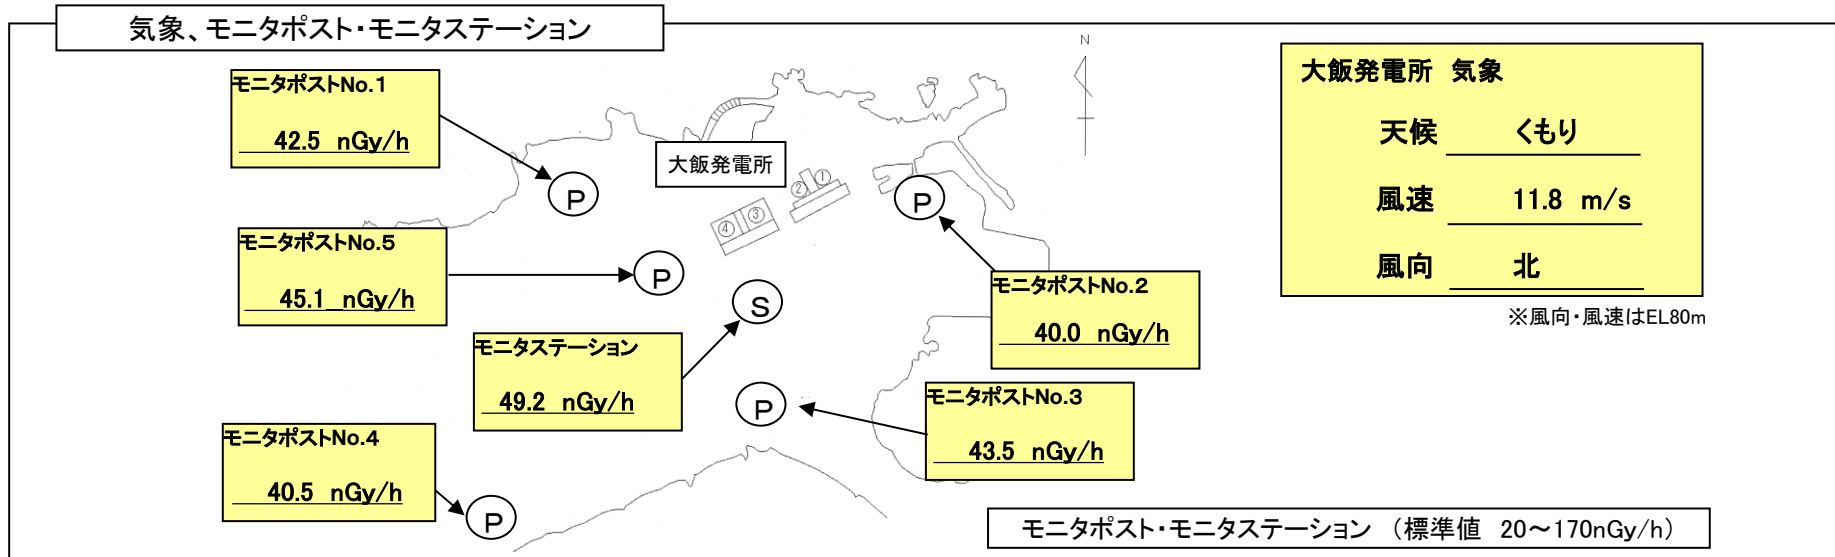 気象、モニタポスト・モニタステーション
N
モニタポストNo.1
42.5 nGy/h
P
大飯発電所
①
②
③
④
P
モニタポストNo.5
45.1 nGy/h
P
モニタポストNo.2
40.0 nGy/h
S
モニタステーション
49.2 nGy/h
P
モニタポストNo.3
43.5 nGy/h
モニタポストNo.4
40.5 nGy/h
P
大飯発電所 気象
天候 くもり
風速 11.8 m/s
風向 北
※風向・風速はEL80m
モニタポスト・モニタステーション (標準値 20～170nGy/h)